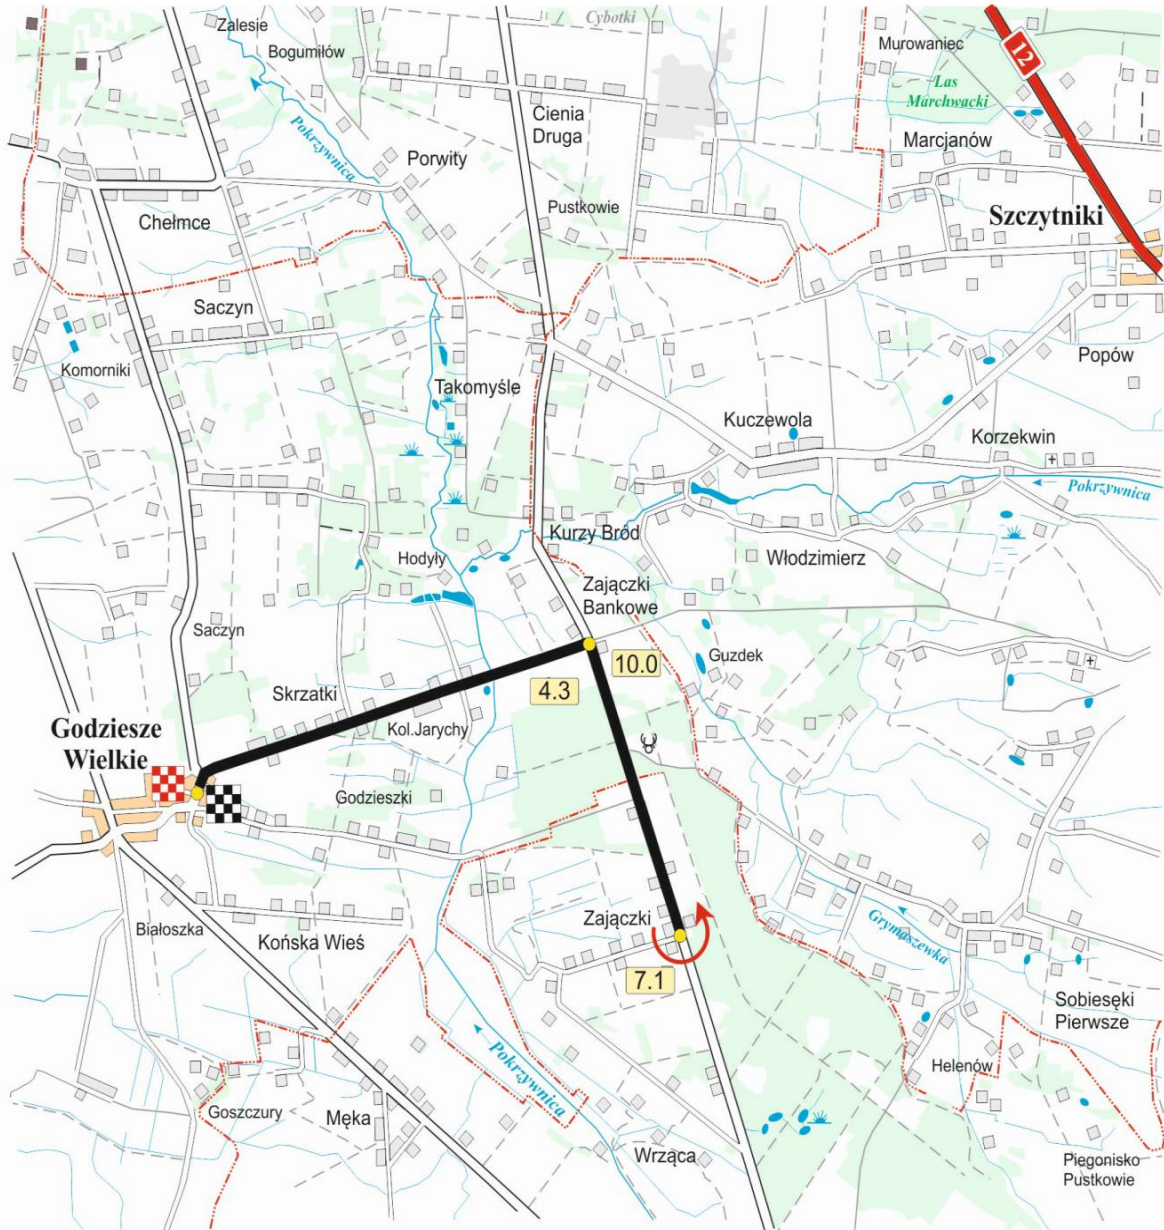 Cybotki
Zalesie
Bogumiłów
Murowaniec
12
Las
Marchwacki
Cienia
Druga
Pokrzywnica
Marcjanów
Porwity
Pustkowie
Szczytniki
Chełmce
Saczyn
Komorniki
Popów
Takomyśle
Kuczewola
Korzekwin
Pokrzywnica
Kurzy Bród
Włodzimierz
Hodyły
Zajączki
Bankowe
Saczyn
Guzdek
10.0
4.3
Skrzatki
Kol.Jarychy
Godziesze
Wielkie
Godzieszki
Zajączki
Grymaszewka
Białoszka
Końska Wieś
7.1
Sobiesęki
Pierwsze
Pokrzywnica
Helenów
Goszczury
Męka
Wrząca
Piegonisko
Pustkowie